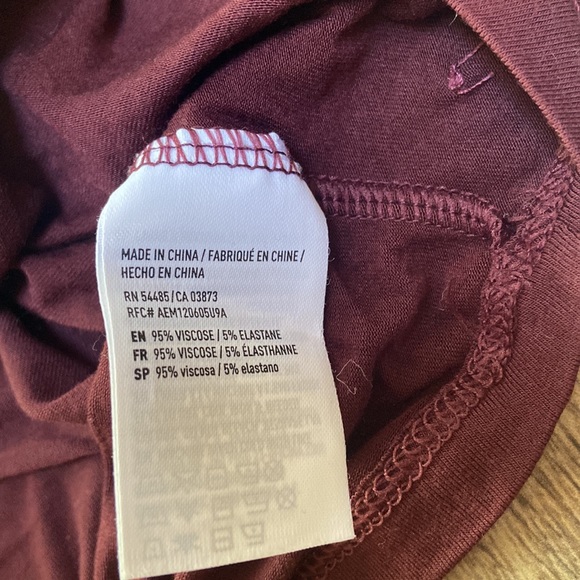 MADE IN CHINA / FABRIQUÉ EN CHINE /
HECHO EN CHINA
RN 54485 / CA 03873
RFC# AEM120605U9A
EN 95% VISCOSE / 5% ELASTANE
FR 95% VISCOSE / 5% ÉLASTHANNE
SP 95% viscosa / 5% elastano